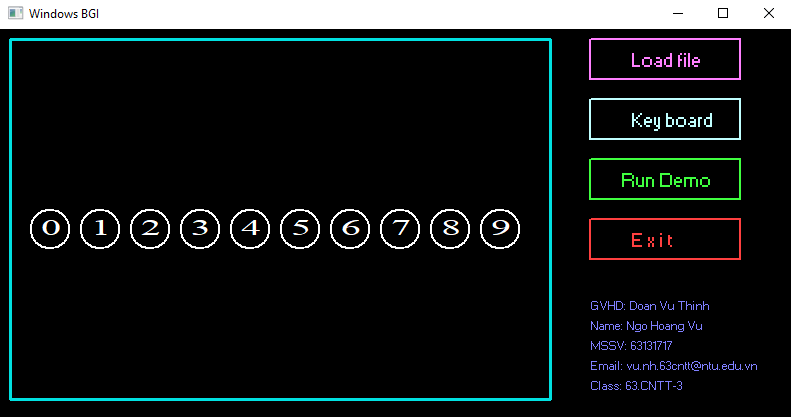 Windows BGI
Load file
Key board
Run Demo
Exit
0 1 2 3 4 5 6 7 8 9
GVHD: Doan Vu Thinh
Name: Ngo Hoang Vu
MSSV: 63131717
Email: vu.nh.63cntt@ntu.edu.vn
Class: 63.CNTT-3